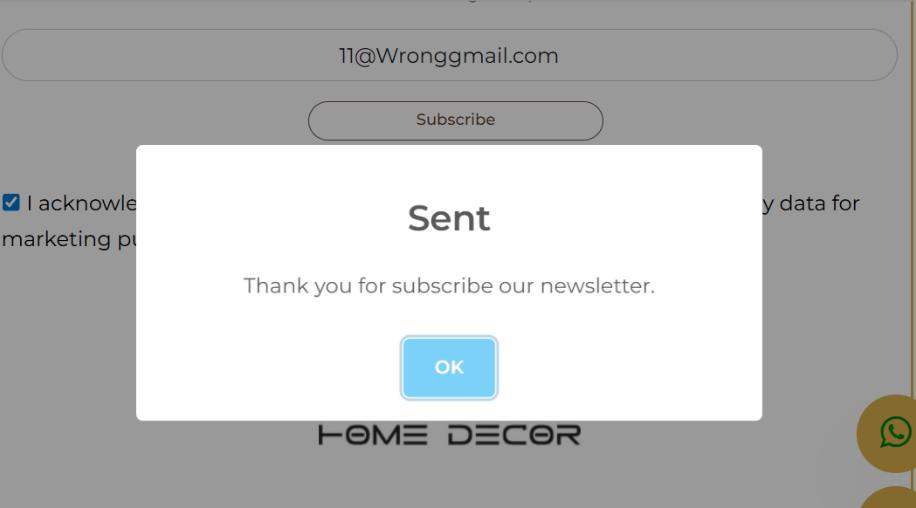 11@Wronggmail.com
Subscribe
I acknowle
y data for
marketing pu
Sent
Thank you for subscribe our newsletter.
OK
HOME DECOR